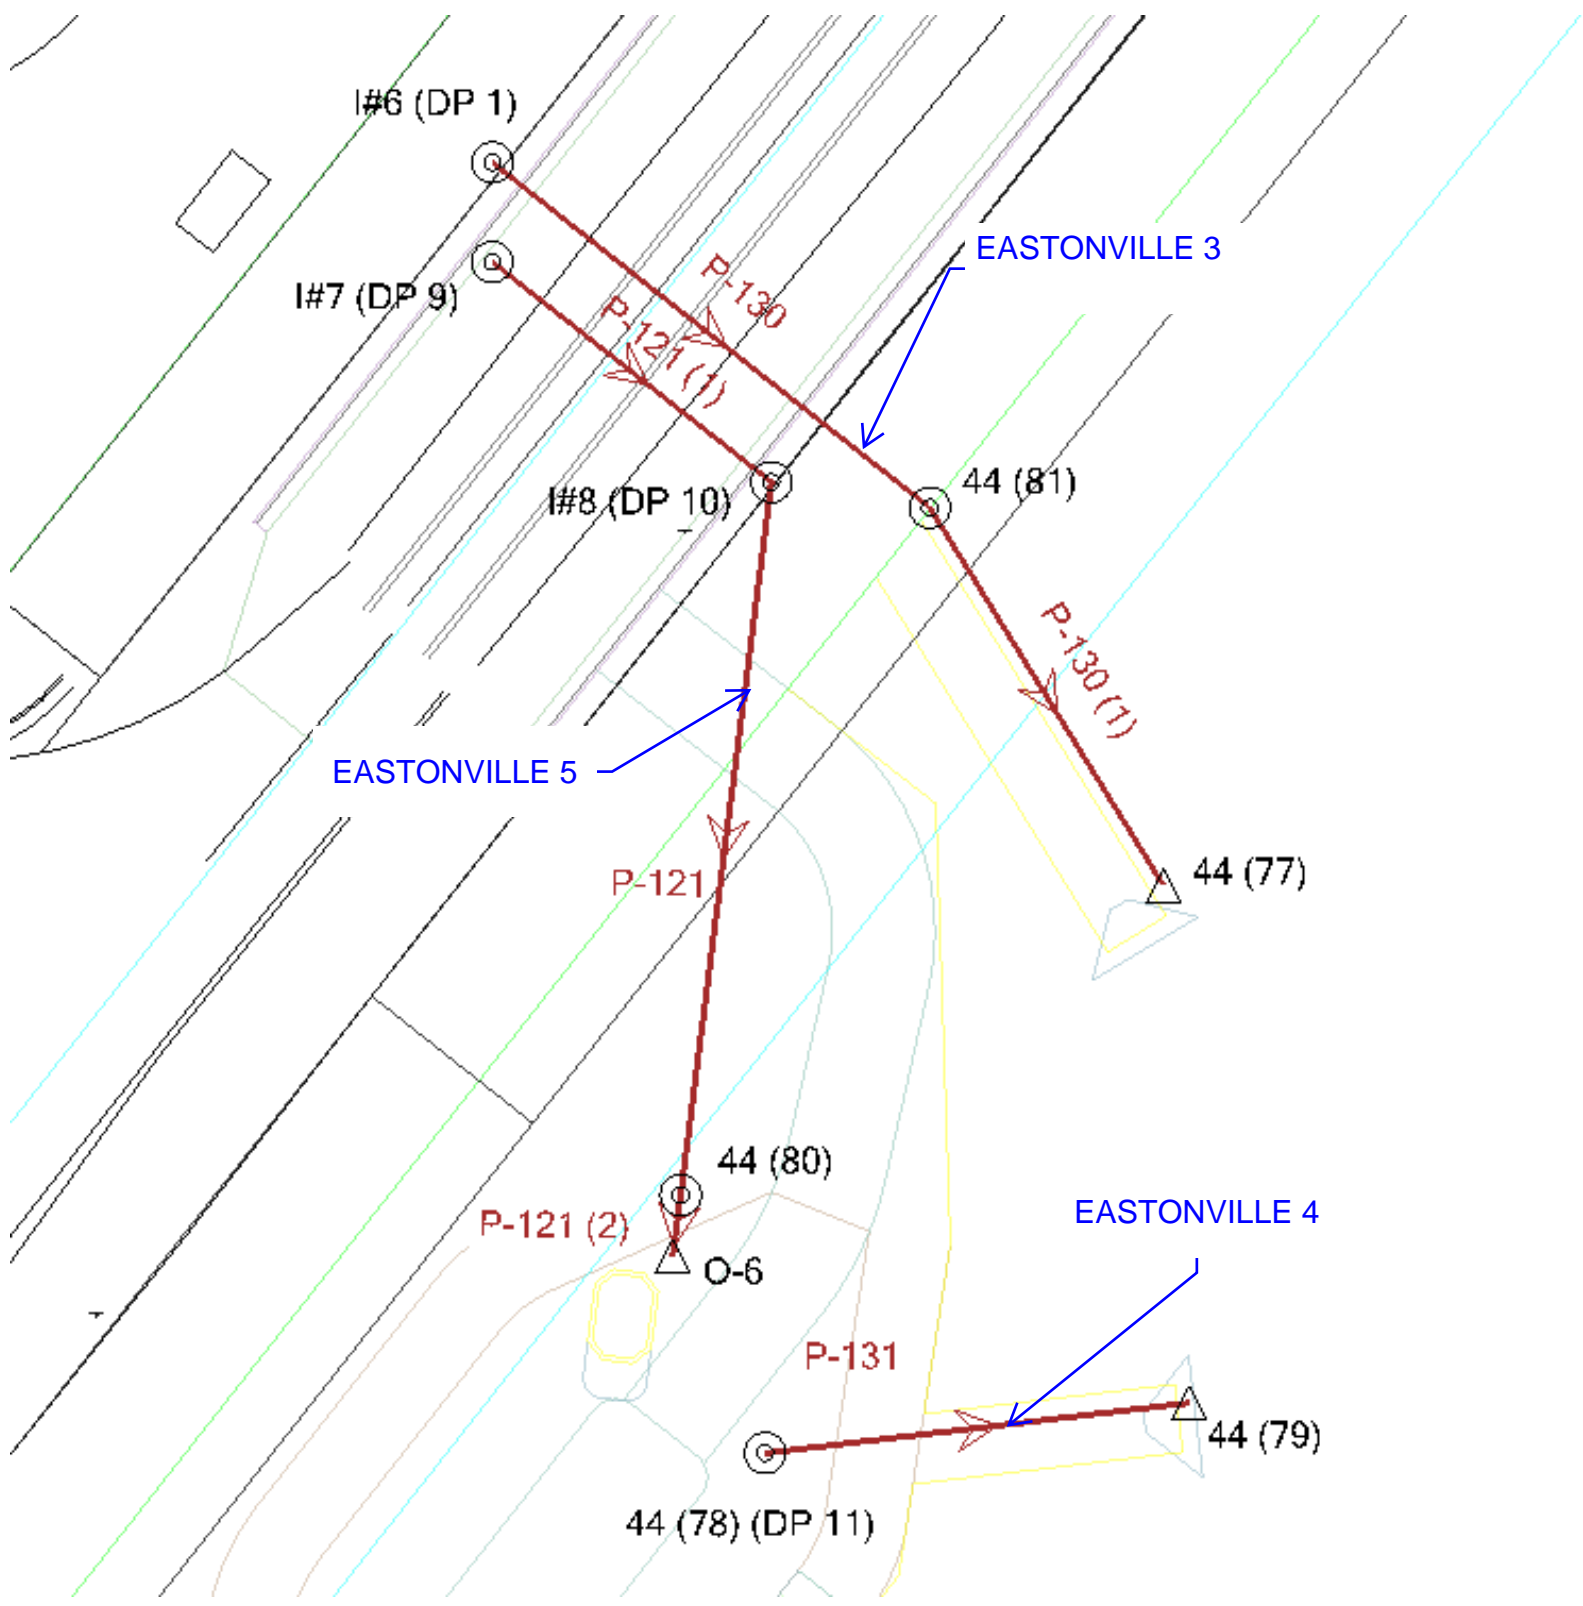 I#6 (DP 1)
EASTONVILLE 3
P-130
I#7 (DP 9)
P-121 (1)
44 (81)
I#8 (DP 10)
P-130 (1)
EASTONVILLE 5
44 (77)
P-121
44 (80)
EASTONVILLE 4
P-121 (2)
O-6
P-131
44 (79)
44 (78) (DP 11)